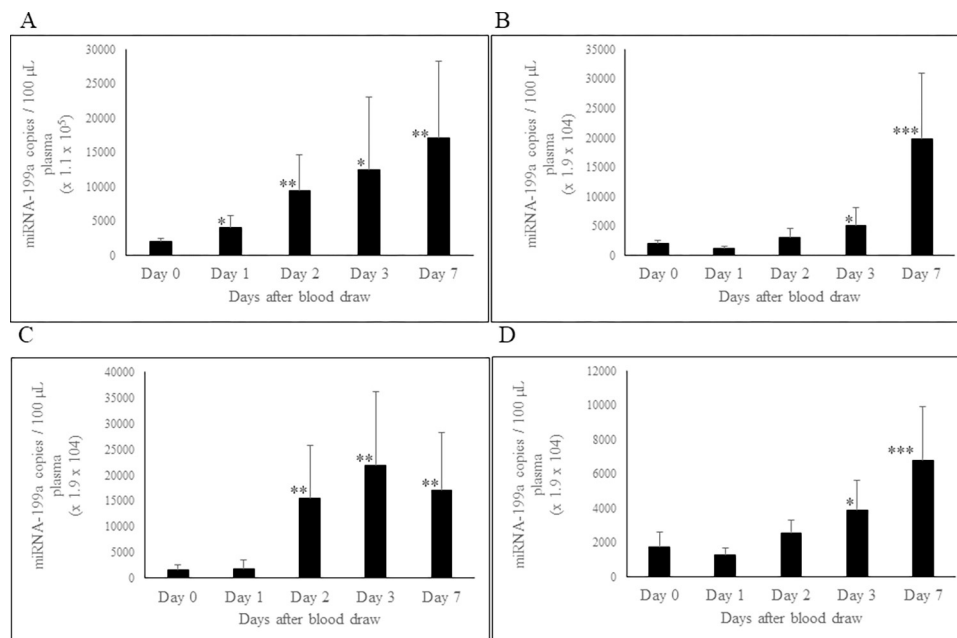 A
miRNA-199a copies / 100 µL
plasma
(x 1.1 x 10⁵)
30000
25000
20000
15000
10000
5000
0
*
**
*
**
Day 0 Day 1 Day 2 Day 3 Day 7
Days after blood draw
B
miRNA-199a copies / 100 µL
plasma
(x 1.9 x 104)
35000
30000
25000
20000
15000
10000
5000
0
*
***
Day 0 Day 1 Day 2 Day 3 Day 7
Days after blood draw
C
miRNA-199a copies / 100 µL
plasma
(x 1.9 x 104)
40000
35000
30000
25000
20000
15000
10000
5000
0
**
**
**
Day 0 Day 1 Day 2 Day 3 Day 7
Days after blood draw
D
miRNA-199a copies / 100 µL
plasma
(x 1.9 x 104)
12000
10000
8000
6000
4000
2000
0
*
***
Day 0 Day 1 Day 2 Day 3 Day 7
Days after blood draw